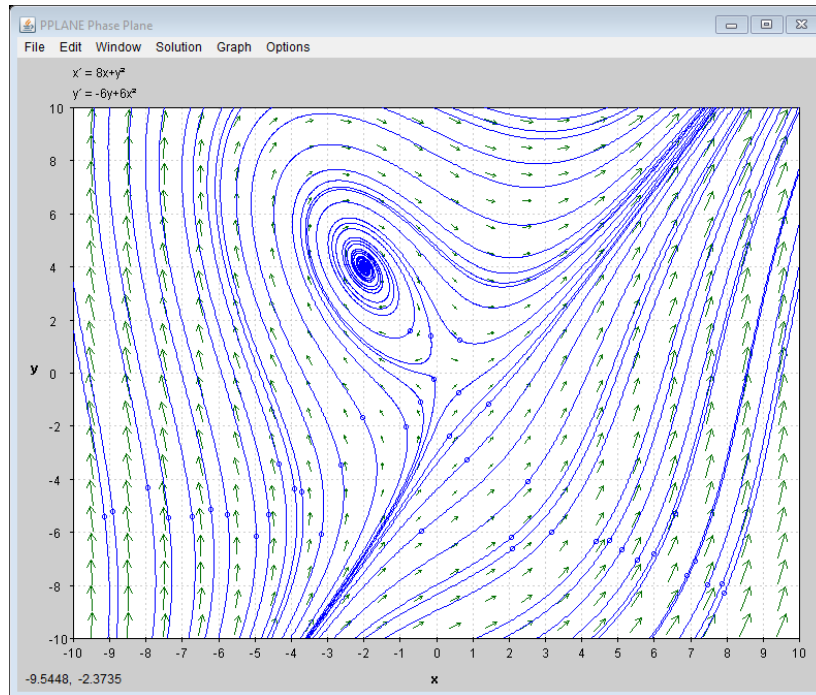 PPLANE Phase Plane
File Edit Window Solution Graph Options
x´ = 8x+y²
y´ = -6y+6x²
10
8
6
4
2
0
-2
-4
-6
-8
-10
y
-10 -9 -8 -7 -6 -5 -4 -3 -2 -1 0 1 2 3 4 5 6 7 8 9 10
-9.5448, -2.3735
x